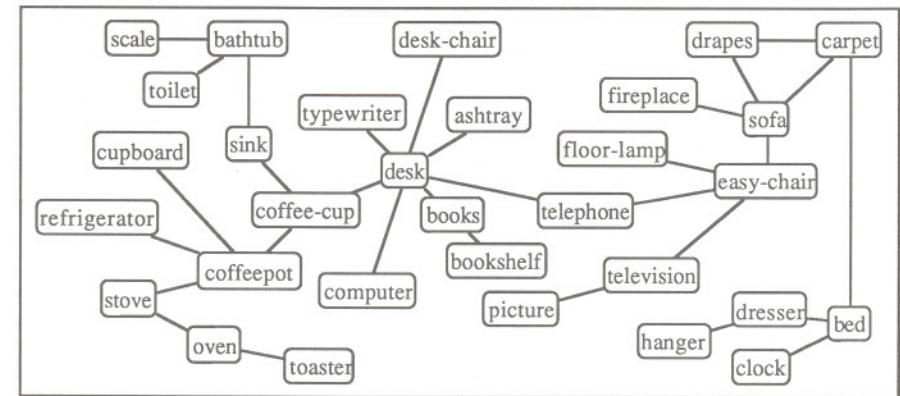 scale
bathtub
desk-chair
drapes
carpet
toilet
typewriter
ashtray
fireplace
sofa
cupboard
sink
desk
floor-lamp
easy-chair
refrigerator
coffee-cup
books
telephone
coffeepot
bookshelf
television
stove
computer
picture
dresser
bed
oven
hanger
toaster
clock